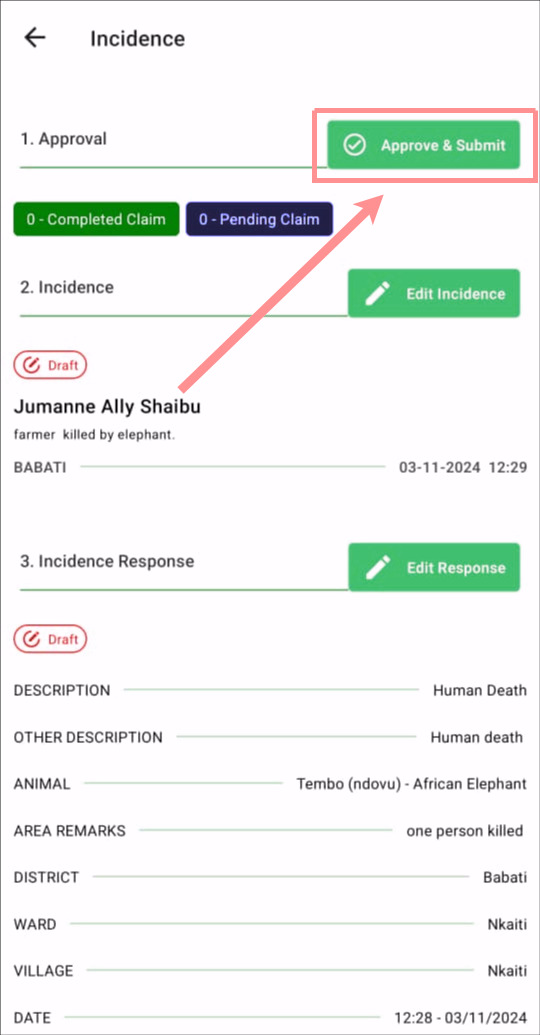 Incidence
1. Approval
Approve & Submit
0 - Completed Claim
0 - Pending Claim
2. Incidence
Edit Incidence
Draft
Jumanne Ally Shaibu
farmer killed by elephant.
BABATI 03-11-2024 12:29
3. Incidence Response
Edit Response
Draft
DESCRIPTION Human Death
OTHER DESCRIPTION Human death
ANIMAL Tembo (ndovu) - African Elephant
AREA REMARKS one person killed
DISTRICT Babati
WARD Nkaiti
VILLAGE Nkaiti
DATE 12:28 - 03/11/2024